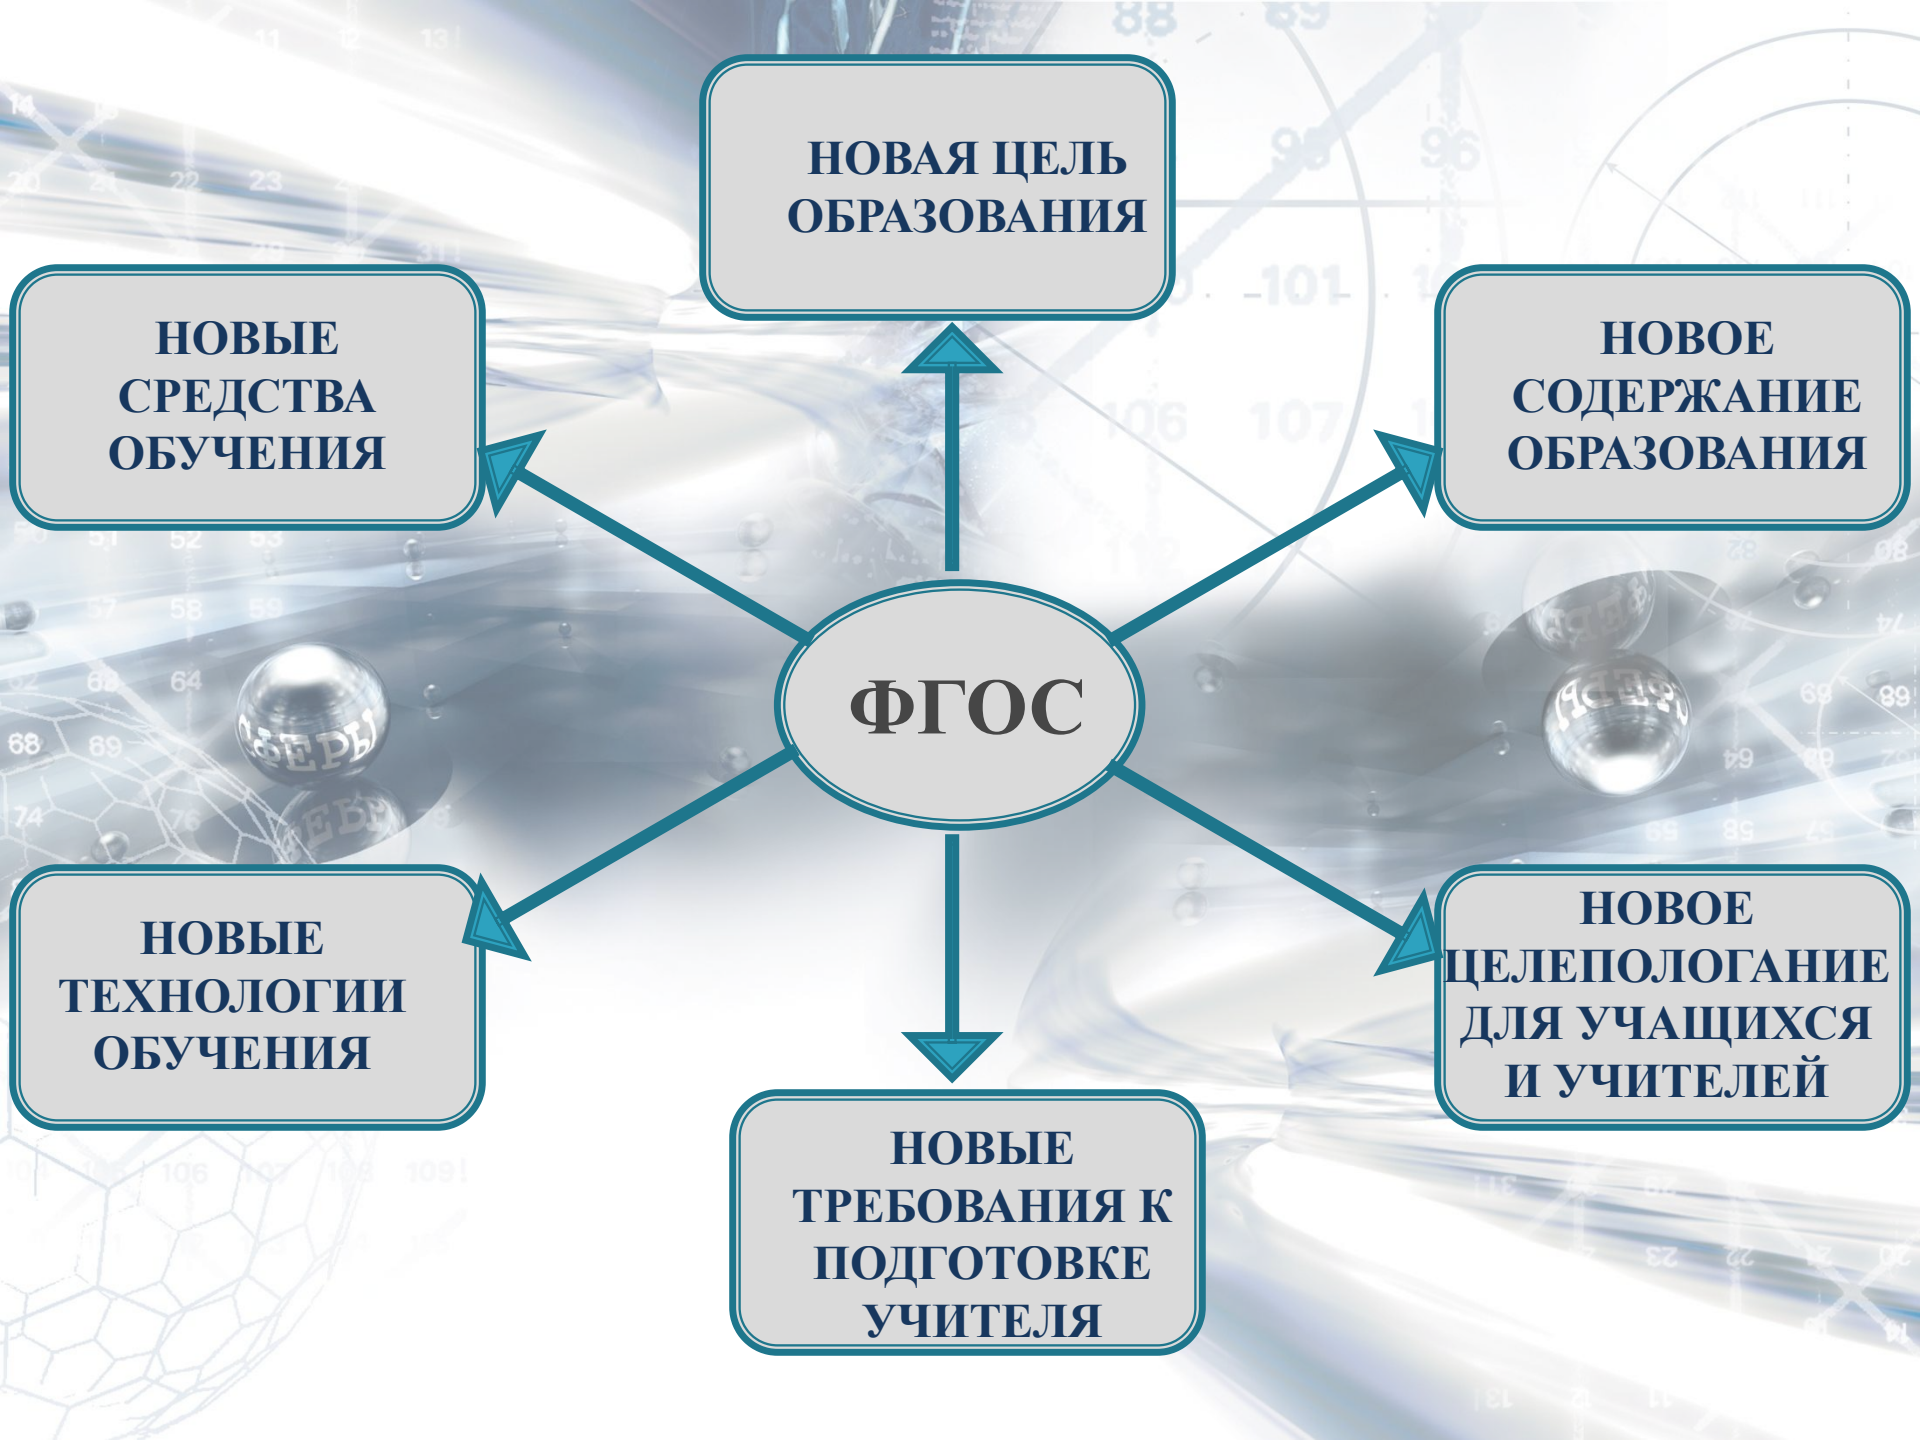 НОВАЯ ЦЕЛЬ
ОБРАЗОВАНИЯ
НОВЫЕ
СРЕДСТВА
ОБУЧЕНИЯ
НОВОЕ
СОДЕРЖАНИЕ
ОБРАЗОВАНИЯ
ФГОС
НОВЫЕ
ТЕХНОЛОГИИ
ОБУЧЕНИЯ
НОВОЕ
ЦЕЛЕПОЛОГАНИЕ
ДЛЯ УЧАЩИХСЯ
И УЧИТЕЛЕЙ
НОВЫЕ
ТРЕБОВАНИЯ К
ПОДГОТОВКЕ
УЧИТЕЛЯ